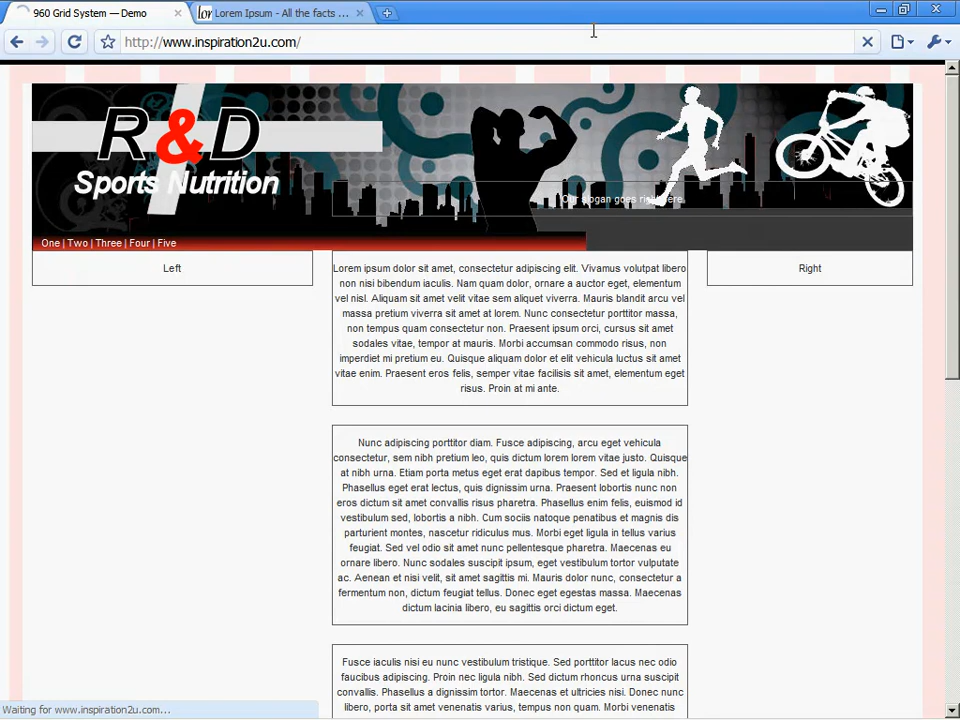 960 Grid System — Demo
Lorem Ipsum - All the facts ...
http://www.inspiration2u.com/
R&D
Sports Nutrition
Our slogan goes right here.
One | Two | Three | Four | Five
Left
Lorem ipsum dolor sit amet, consectetur adipiscing elit. Vivamus volutpat libero
non nisi bibendum iaculis. Nam quam dolor, ornare a auctor eget, elementum
vel nisl. Aliquam sit amet velit vitae sem aliquet viverra. Mauris blandit arcu vel
massa pretium viverra sit amet at lorem. Nunc consectetur porttitor massa,
non tempus quam consectetur non. Praesent ipsum orci, cursus sit amet
sodales vitae, tempor at mauris. Morbi accumsan commodo risus, non
imperdiet mi pretium eu. Quisque aliquam dolor et elit vehicula luctus sit amet
vitae enim. Praesent eros felis, semper vitae facilisis sit amet, elementum eget
risus. Proin at mi ante.
Right
Nunc adipiscing porttitor diam. Fusce adipiscing, arcu eget vehicula
consectetur, sem nibh pretium leo, quis dictum lorem lorem vitae justo. Quisque
at nibh urna. Etiam porta metus eget erat dapibus tempor. Sed et ligula nibh.
Phasellus eget erat lectus, quis dignissim urna. Praesent lobortis nunc non
eros dictum sit amet convallis risus pharetra. Phasellus enim felis, euismod id
vestibulum sed, lobortis a nibh. Cum sociis natoque penatibus et magnis dis
parturient montes, nascetur ridiculus mus. Morbi eget ligula in tellus varius
feugiat. Sed vel odio sit amet nunc pellentesque pharetra. Maecenas eu
ornare libero. Nunc sodales suscipit ipsum, eget vestibulum tortor vulputate
ac. Aenean et nisi velit, sit amet sagittis mi. Mauris dolor nunc, consectetur a
fermentum non, dictum feugiat tellus. Donec eget egestas massa. Maecenas
dictum lacinia libero, eu sagittis orci dictum eget.
Fusce iaculis nisi eu nunc vestibulum tristique. Sed porttitor lacus nec odio
faucibus adipiscing. Proin nec ligula nibh. Sed dictum rhoncus urna suscipit
convallis. Phasellus a dignissim tortor. Maecenas et ultricies nisi. Donec nunc
libero, porta sit amet venenatis varius, tempus non quam. Morbi venenatis
Waiting for www.inspiration2u.com...